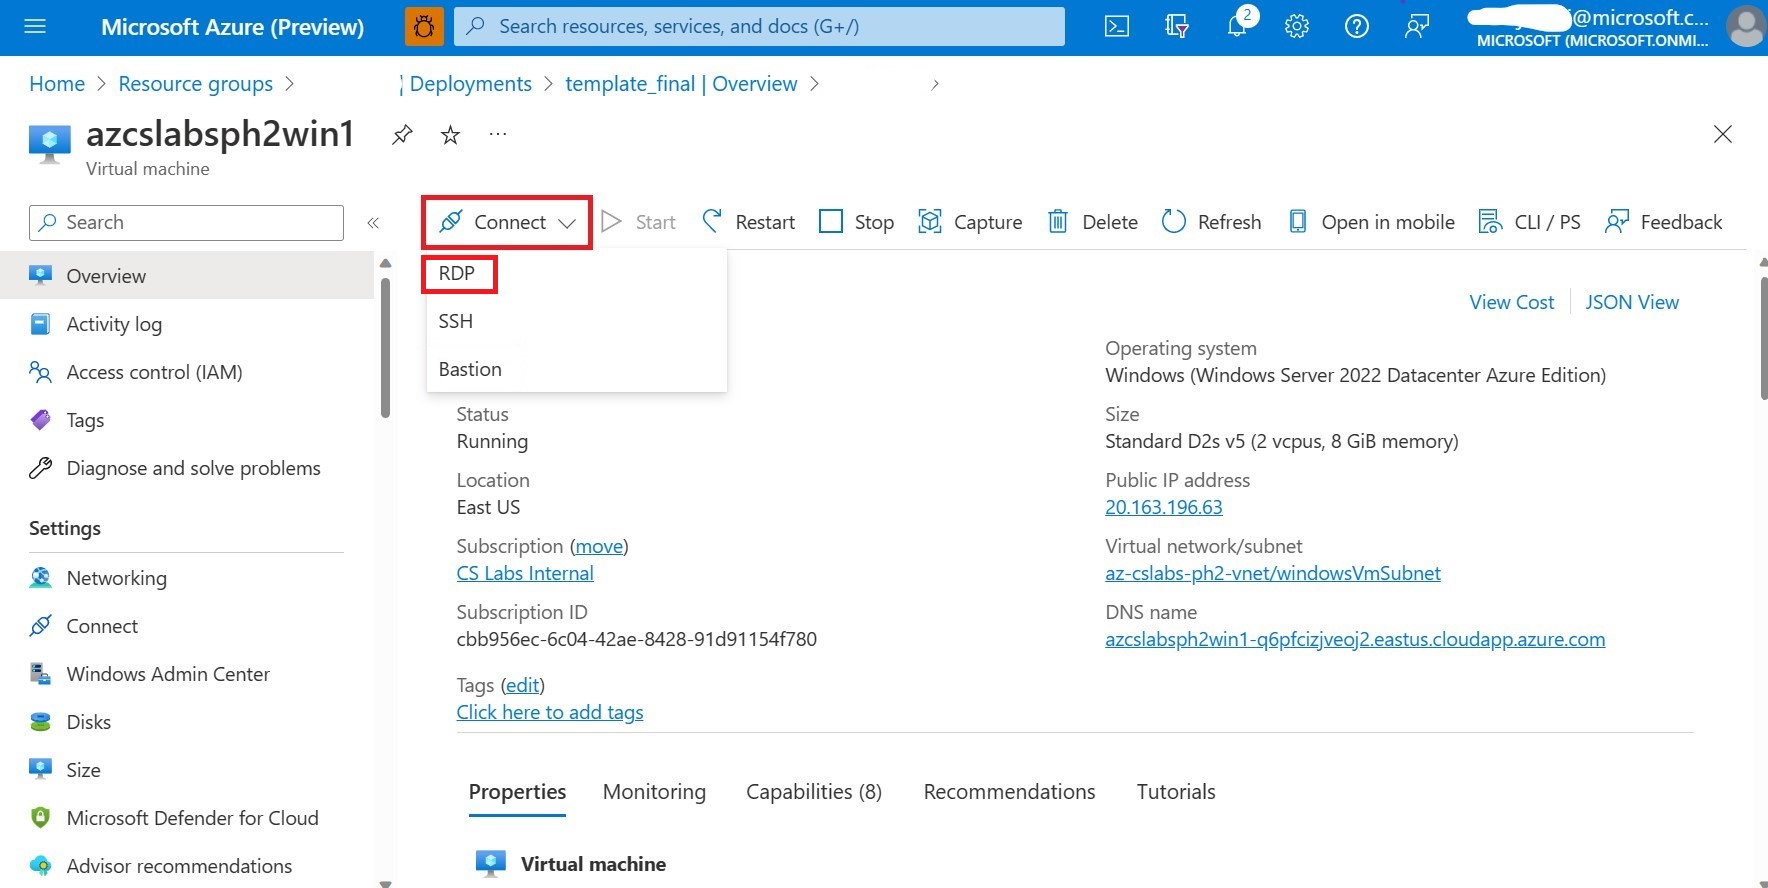 Microsoft Azure (Preview)
Search resources, services, and docs (G+/)
2
@microsoft.c...
MICROSOFT (MICROSOFT.ONMI...
Home > Resource groups > | Deployments > template_final | Overview > >
azcslabsph2win1
Virtual machine
Search
Connect
Start
Restart
Stop
Capture
Delete
Refresh
Open in mobile
CLI / PS
Feedback
RDP
SSH
Bastion
Overview
Activity log
Access control (IAM)
Tags
Diagnose and solve problems
Settings
Networking
Connect
Windows Admin Center
Disks
Size
Microsoft Defender for Cloud
Advisor recommendations
View Cost
JSON View
Status
Running
Location
East US
Subscription (move)
CS Labs Internal
Subscription ID
cbb956ec-6c04-42ae-8428-91d91154f780
Tags (edit)
Click here to add tags
Operating system
Windows (Windows Server 2022 Datacenter Azure Edition)
Size
Standard D2s v5 (2 vcpus, 8 GiB memory)
Public IP address
20.163.196.63
Virtual network/subnet
az-cslabs-ph2-vnet/windowsVmSubnet
DNS name
azcslabsph2win1-q6pfcizjveoj2.eastus.cloudapp.azure.com
Properties
Monitoring
Capabilities (8)
Recommendations
Tutorials
Virtual machine